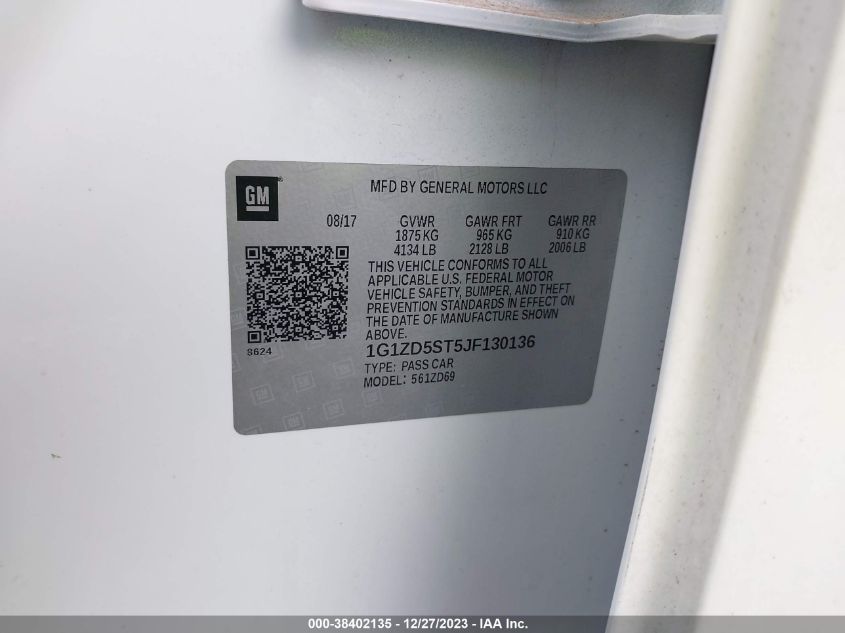 GM
MFD BY GENERAL MOTORS LLC
08/17 GVWR GAWR FRT GAWR RR
1875 KG 965 KG 910 KG
4134 LB 2128 LB 2006 LB
THIS VEHICLE CONFORMS TO ALL
APPLICABLE U.S. FEDERAL MOTOR
VEHICLE SAFETY, BUMPER, AND THEFT
PREVENTION STANDARDS IN EFFECT ON
THE DATE OF MANUFACTURE SHOWN
ABOVE.
8624
1G1ZD5ST5JF130136
TYPE: PASS CAR
MODEL: 561ZD69
000-38402135 - 12/27/2023 - IAA Inc.